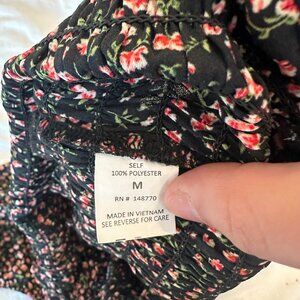 SELF
100% POLYESTER
M
RN # 148770
MADE IN VIETNAM
SEE REVERSE FOR CARE